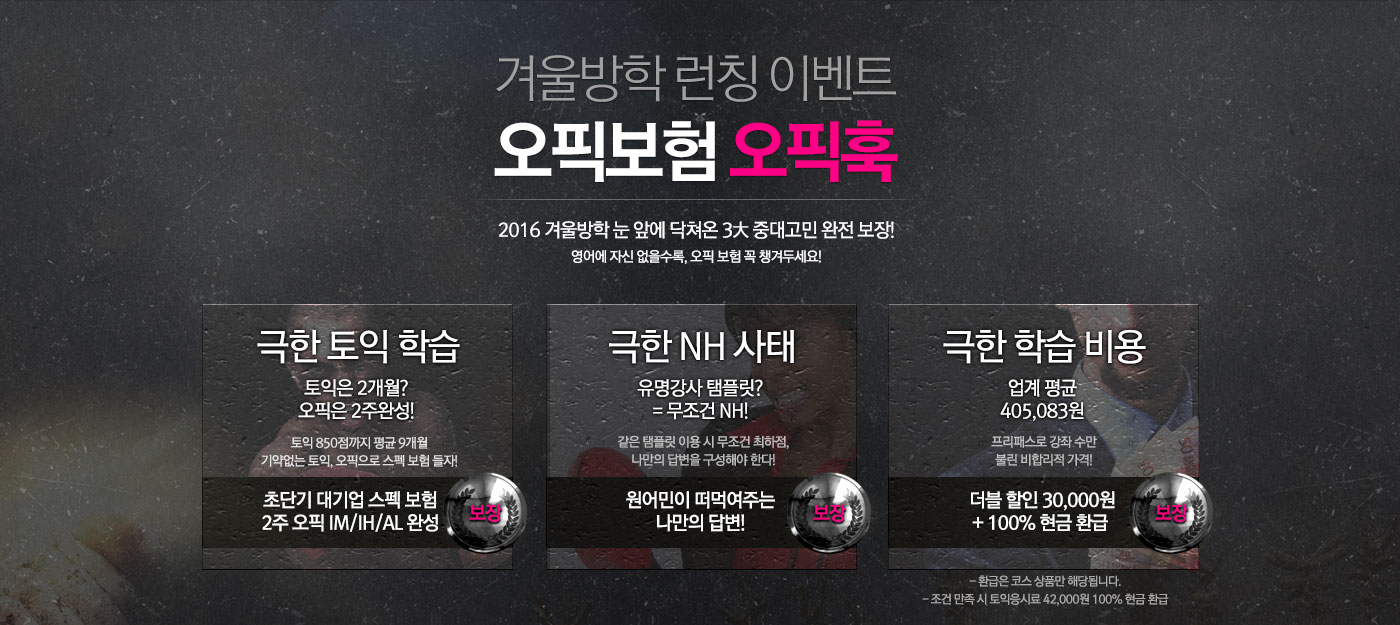 겨울방학 런칭 이벤트
오픽보험 오픽훅
2016 겨울방학 눈 앞에 닥쳐온 3大 중대고민 완전 보장!
영어에 자신 없을수록, 오픽 보험 꼭 챙겨두세요!
극한 토익 학습
토익은 2개월?
오픽은 2주완성!
토익 850점까지 평균 9개월
기약없는 토익, 오픽으로 스펙 보험 들자!
초단기 대기업 스펙 보험
2주 오픽 IM/IH/AL 완성
보장
극한 NH 사태
유명강사 탬플릿?
= 무조건 NH!
같은 탬플릿 이용 시 무조건 최하점,
나만의 답변을 구성해야 한다!
원어민이 떠먹여주는
나만의 답변!
보장
극한 학습 비용
업계 평균
405,083원
프리패스로 강좌 수만
불린 비합리적 가격!
더블 할인 30,000원
+ 100% 현금 환급
보장
- 환급은 코스 상품만 해당됩니다.
- 조건 만족 시 토익응시료 42,000원 100% 현금 환급